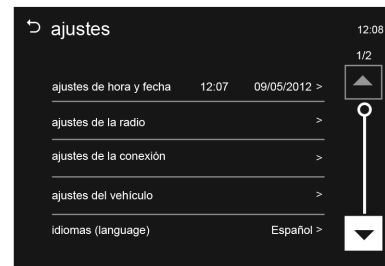 ajustes 12:08
1/2
ajustes de hora y fecha 12:07 09/05/2012 >
ajustes de la radio >
ajustes de la conexión >
ajustes del vehículo >
idiomas (language) Español >